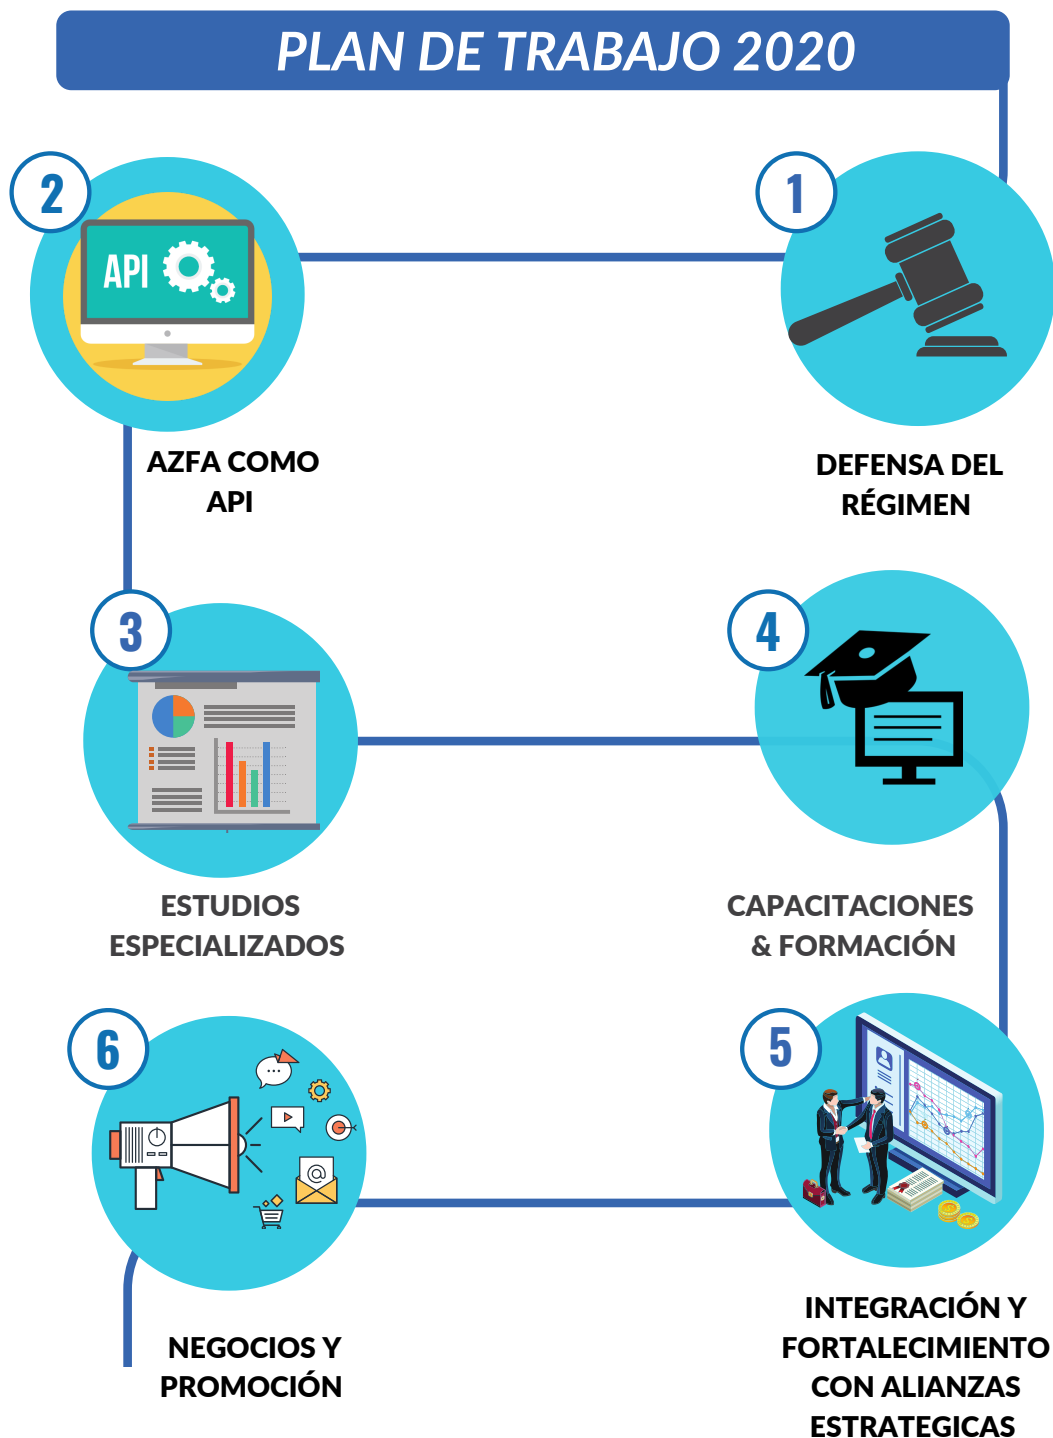 PLAN DE TRABAJO 2020
1
DEFENSA DEL
RÉGIMEN
2
API
AZFA COMO
API
3
ESTUDIOS
ESPECIALIZADOS
4
CAPACITACIONES
& FORMACIÓN
5
INTEGRACIÓN Y
FORTALECIMIENTO
CON ALIANZAS
ESTRATEGICAS
6
@
NEGOCIOS Y
PROMOCIÓN